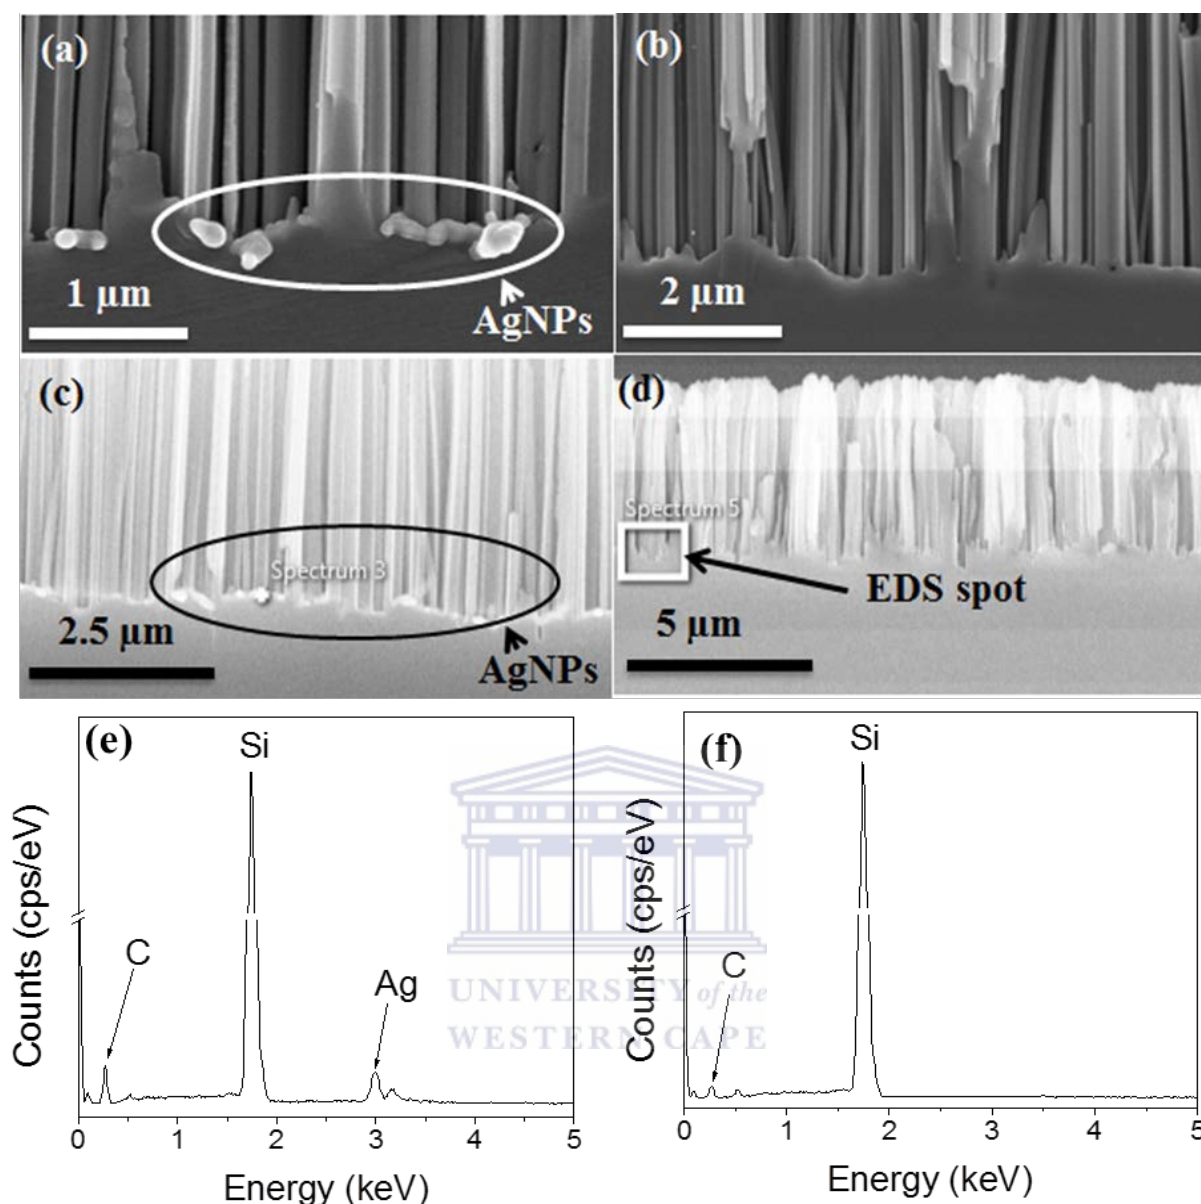 (a)
1 µm
AgNPs
(b)
2 µm
(c)
Spectrum 3
2.5 µm
AgNPs
(d)
Spectrum 5
EDS spot
5 µm
(e)
Si
C
Ag
Counts (cps/eV)
0 1 2 3 4 5
Energy (keV)
(f)
Si
C
Counts (cps/eV)
0 1 2 3 4 5
Energy (keV)
UNIVERSITY of the
WESTERN CAPE